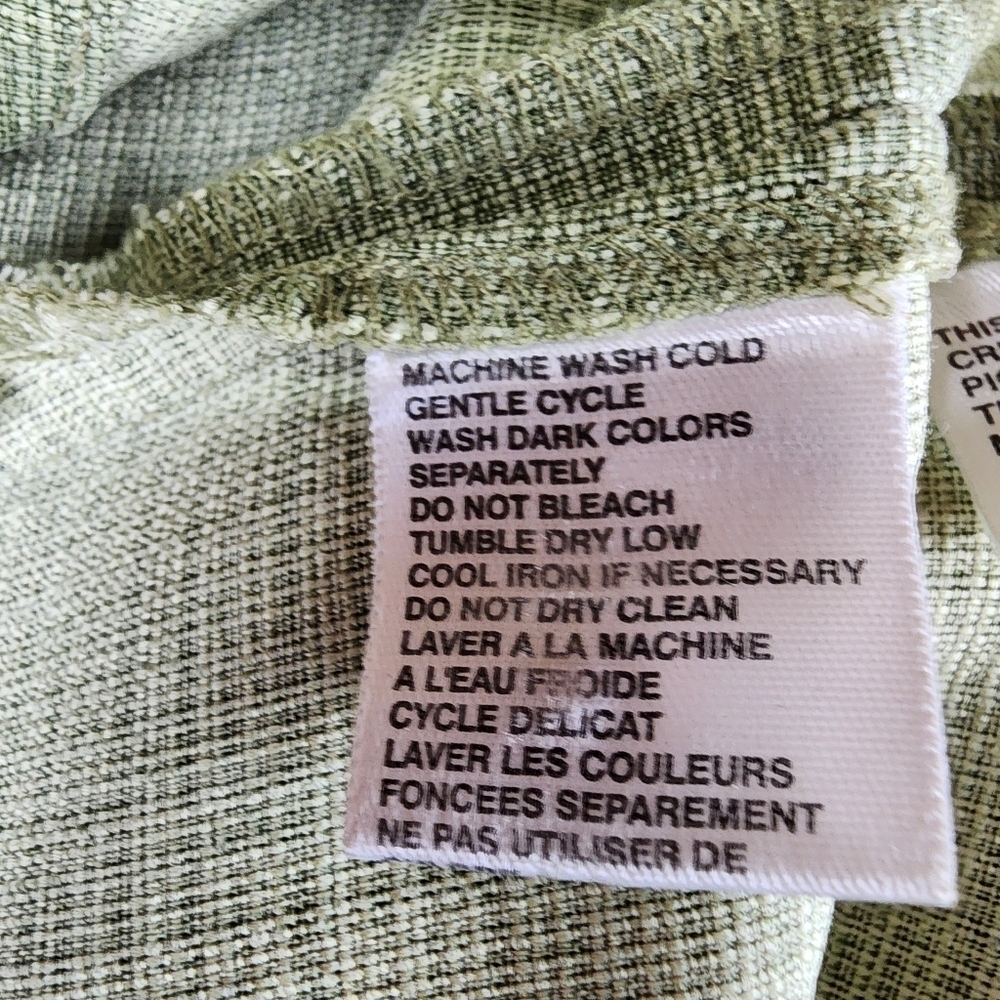 MACHINE WASH COLD
GENTLE CYCLE
WASH DARK COLORS
SEPARATELY
DO NOT BLEACH
TUMBLE DRY LOW
COOL IRON IF NECESSARY
DO NOT DRY CLEAN
LAVER A LA MACHINE
A L'EAU FROIDE
CYCLE DELICAT
LAVER LES COULEURS
FONCEES SEPAREMENT
NE PAS UTILISER DE
THIS